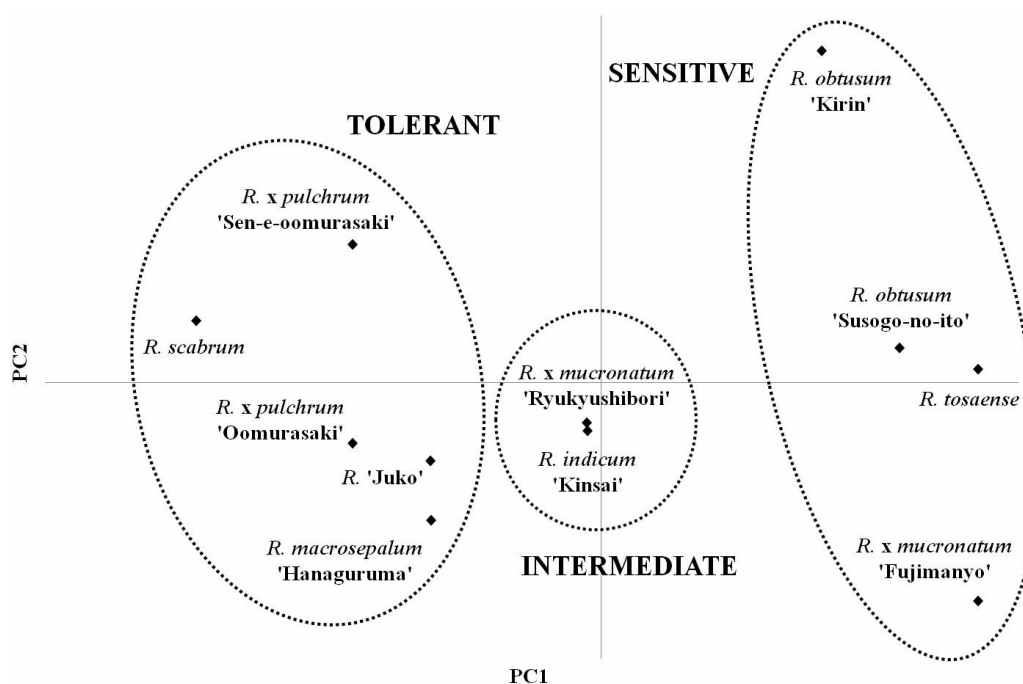 SENSITIVE
R. obtusum
'Kirin'
TOLERANT
R. x pulchrum
'Sen-e-oomurasaki'
R. scabrum
R. obtusum
'Susogo-no-ito'
PC2
R. x mucronatum
'Ryukyushibori'
R. tosaense
R. x pulchrum
'Oomurasaki'
R. 'Juko'
R. indicum
'Kinsai'
R. macrosepalum
'Hanaguruma'
INTERMEDIATE
R. x mucronatum
'Fujimanyo'
PC1